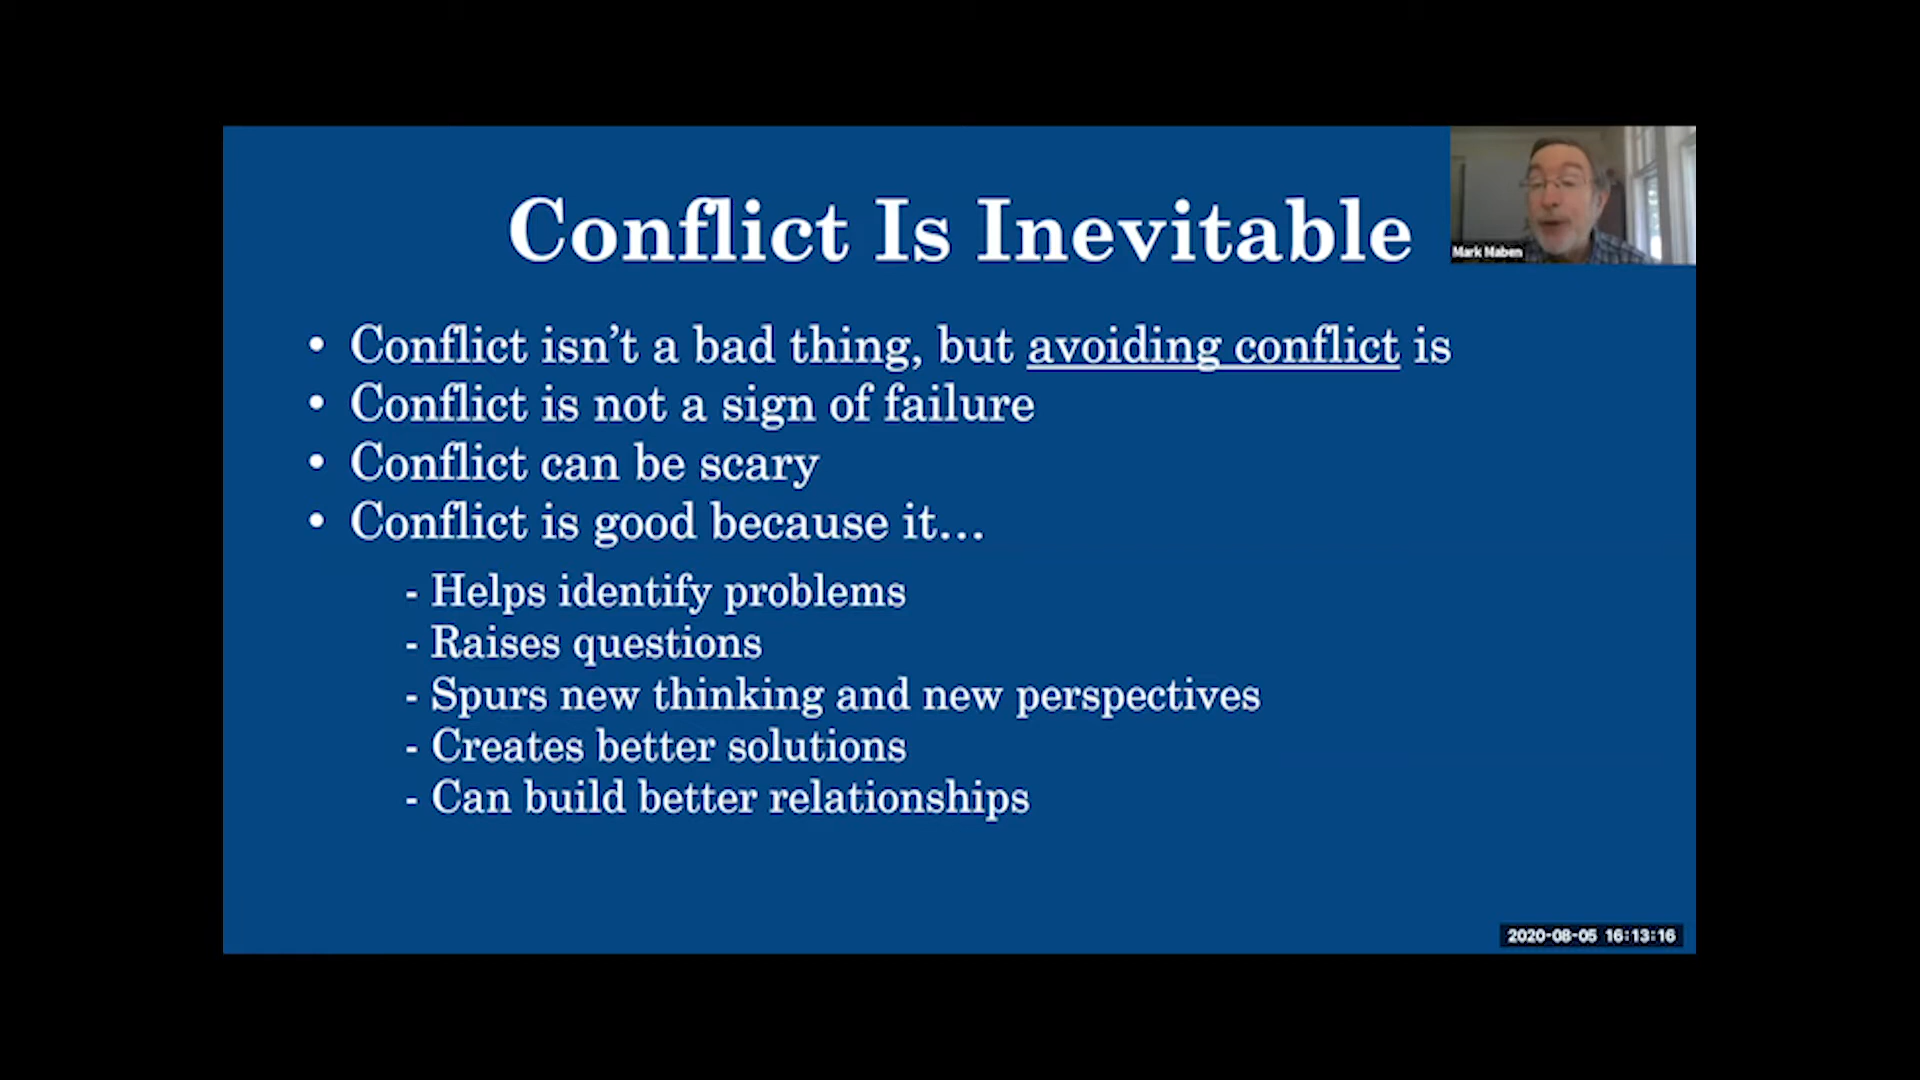 Conflict Is Inevitable
Mark Maben
• Conflict isn’t a bad thing, but avoiding conflict is
• Conflict is not a sign of failure
• Conflict can be scary
• Conflict is good because it…
- Helps identify problems
- Raises questions
- Spurs new thinking and new perspectives
- Creates better solutions
- Can build better relationships
2020-08-05 16:13:16